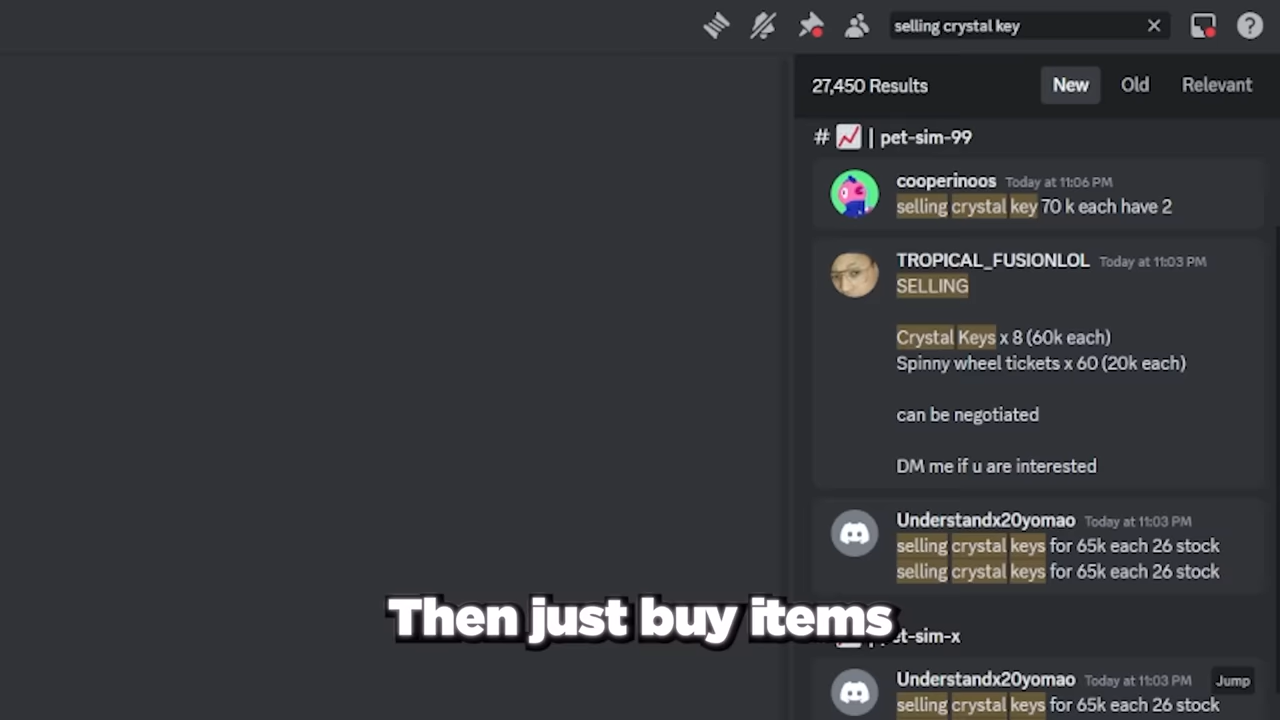 selling crystal key
27,450 Results
New
Old
Relevant
# | pet-sim-99
cooperinoos Today at 11:06 PM
selling crystal key 70 k each have 2
TROPICAL_FUSIONLOL Today at 11:03 PM
SELLING
Crystal Keys x 8 (60k each)
Spinny wheel tickets x 60 (20k each)
can be negotiated
DM me if u are interested
Understandx20yomao Today at 11:03 PM
selling crystal keys for 65k each 26 stock
selling crystal keys for 65k each 26 stock
Then just buy items
pet-sim-x
Understandx20yomao Today at 11:03 PM
Jump
selling crystal keys for 65k each 26 stock